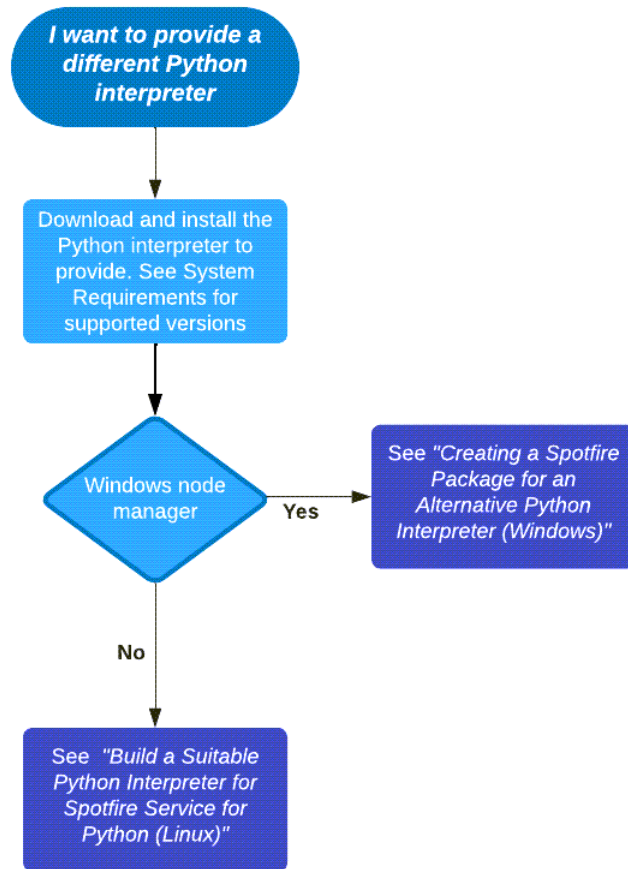 I want to provide a
different Python
interpreter
Download and install the
Python interpreter to
provide. See System
Requirements for
supported versions
Windows node
manager
Yes
See "Creating a Spotfire
Package for an
Alternative Python
Interpreter (Windows)"
No
See "Build a Suitable
Python Interpreter for
Spotfire Service for
Python (Linux)"